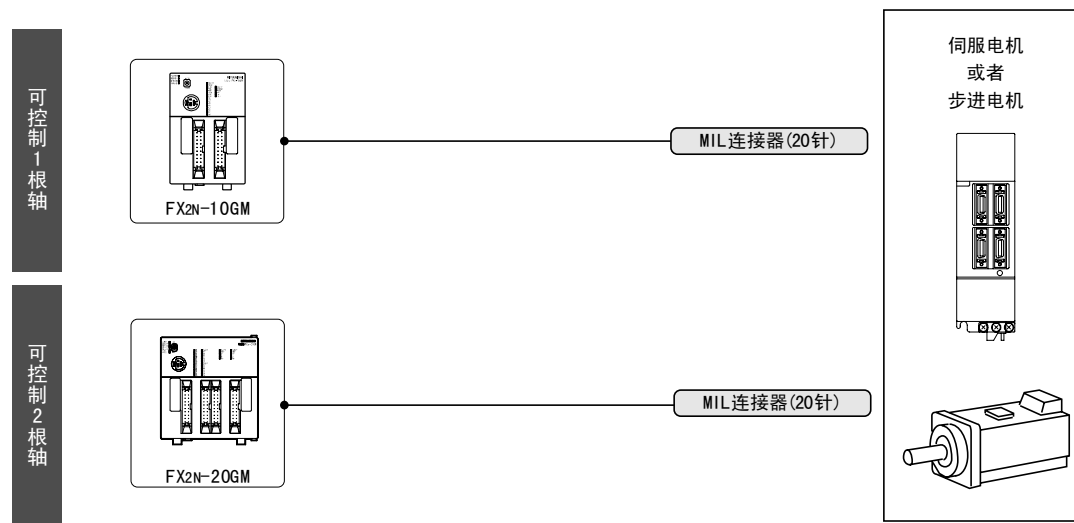 可控制1根轴
FX2N-10GM
MIL连接器(20针)
可控制2根轴
FX2N-20GM
MIL连接器(20针)
伺服电机
或者
步进电机